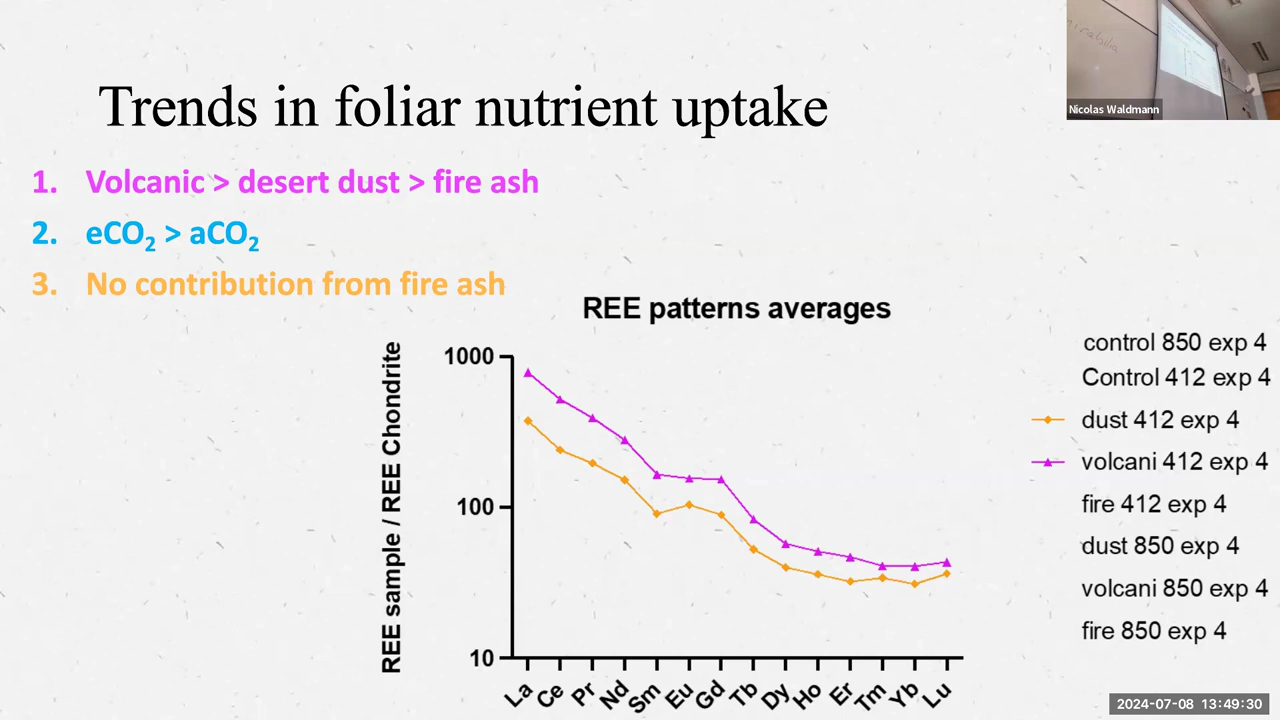 Trends in foliar nutrient uptake
Nicolas Waldmann
1. Volcanic > desert dust > fire ash
2. eCO₂ > aCO₂
3. No contribution from fire ash
REE patterns averages
REE sample / REE Chondrite
1000
100
10
La Ce Pr Nd Sm Eu Gd Tb Dy Ho Er Tm Yb Lu
control 850 exp 4
Control 412 exp 4
dust 412 exp 4
volcani 412 exp 4
fire 412 exp 4
dust 850 exp 4
volcani 850 exp 4
fire 850 exp 4
2024-07-08 13:49:30